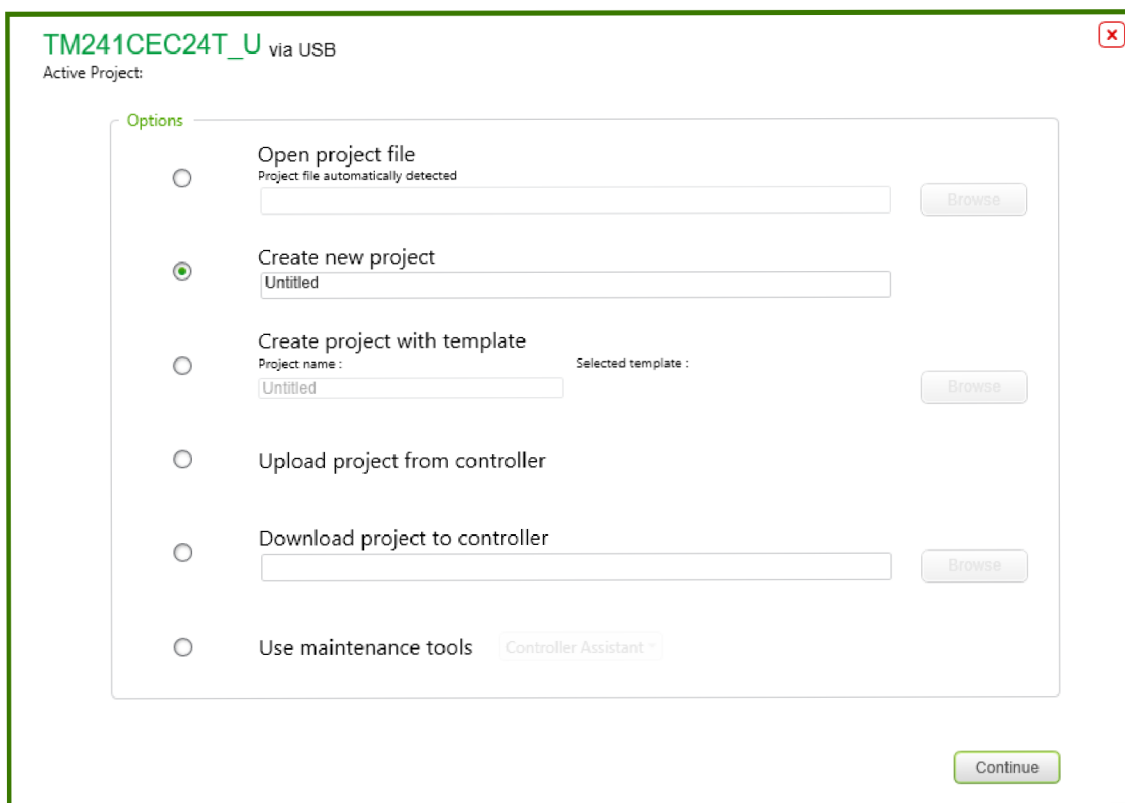 TM241CEC24T_U via USB
Active Project:
Options
Open project file
Project file automatically detected
Browse
Create new project
Untitled
Create project with template
Project name :
Selected template :
Untitled
Browse
Upload project from controller
Download project to controller
Browse
Use maintenance tools
Controller Assistant
Continue